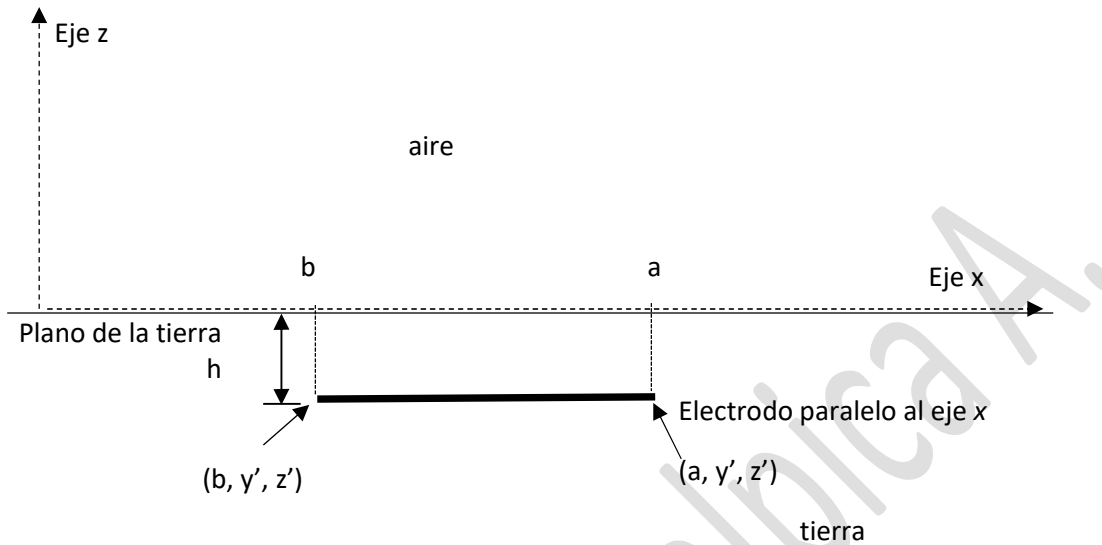 Eje z
aire
b
a
Eje x
Plano de la tierra
h
Electrodo paralelo al eje x
(b, y’, z’)
(a, y’, z’)
tierra